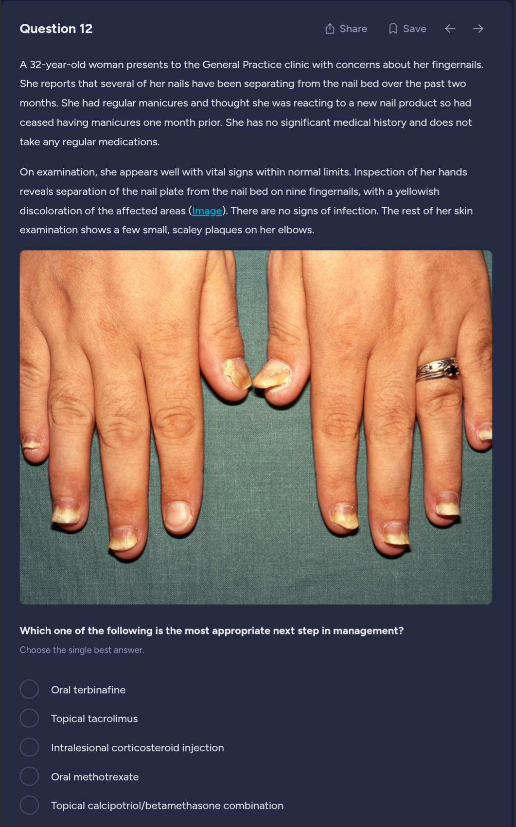 Question 12
Share
Save
A 32-year-old woman presents to the General Practice clinic with concerns about her fingernails.
She reports that several of her nails have been separating from the nail bed over the past two
months. She had regular manicures and thought she was reacting to a new nail product so had
ceased having manicures one month prior. She has no significant medical history and does not
take any regular medications.
On examination, she appears well with vital signs within normal limits. Inspection of her hands
reveals separation of the nail plate from the nail bed on nine fingernails, with a yellowish
discoloration of the affected areas (Image). There are no signs of infection. The rest of her skin
examination shows a few small, scaley plaques on her elbows.
Which one of the following is the most appropriate next step in management?
Choose the single best answer.
Oral terbinafine
Topical tacrolimus
Intralesional corticosteroid injection
Oral methotrexate
Topical calcipotriol/betamethasone combination